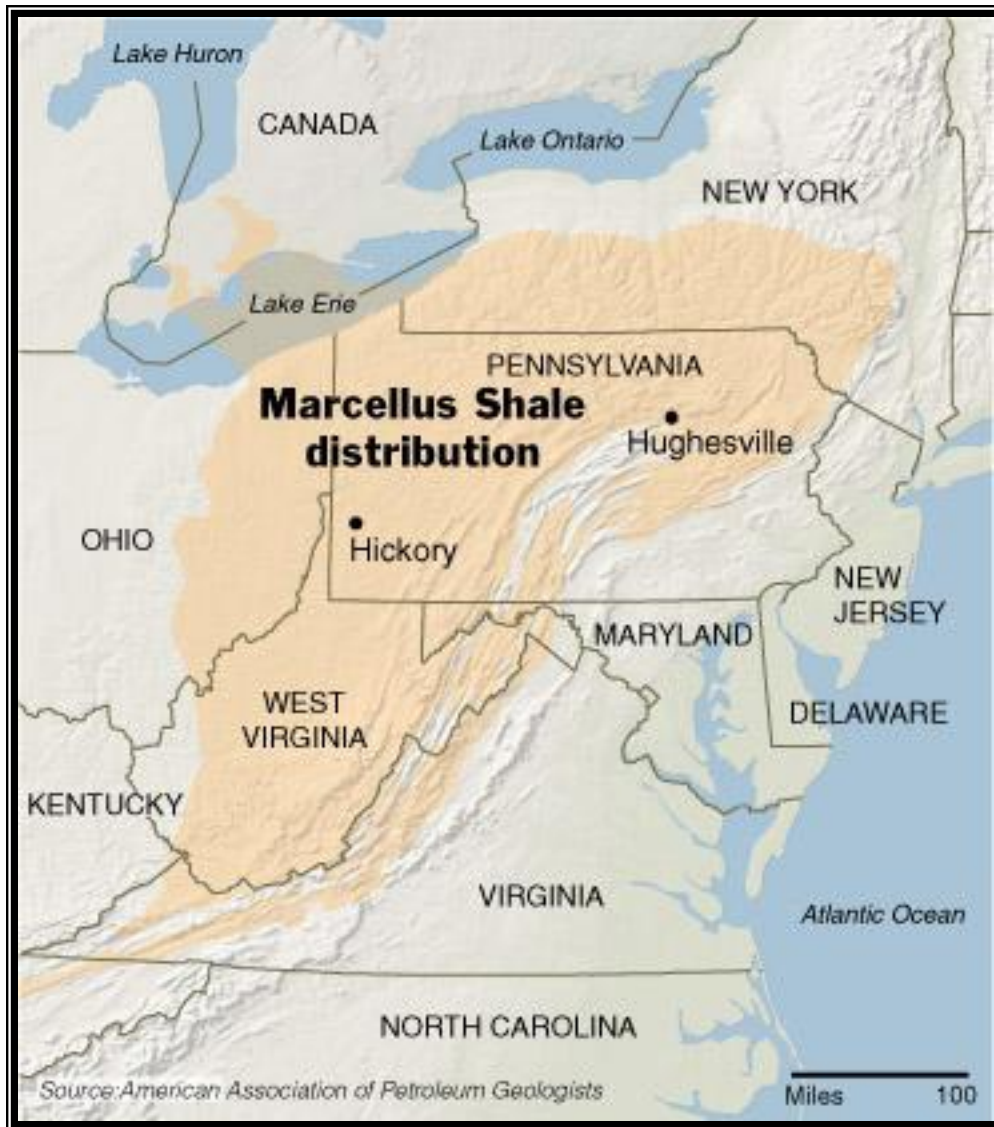 Lake Huron
CANADA
Lake Ontario
NEW YORK
Lake Erie
PENNSYLVANIA
Marcellus Shale
distribution
Hughesville
OHIO
Hickory
NEW
JERSEY
MARYLAND
WEST
VIRGINIA
DELAWARE
KENTUCKY
VIRGINIA
Atlantic Ocean
NORTH CAROLINA
Source:American Association of Petroleum Geologists
Miles 100